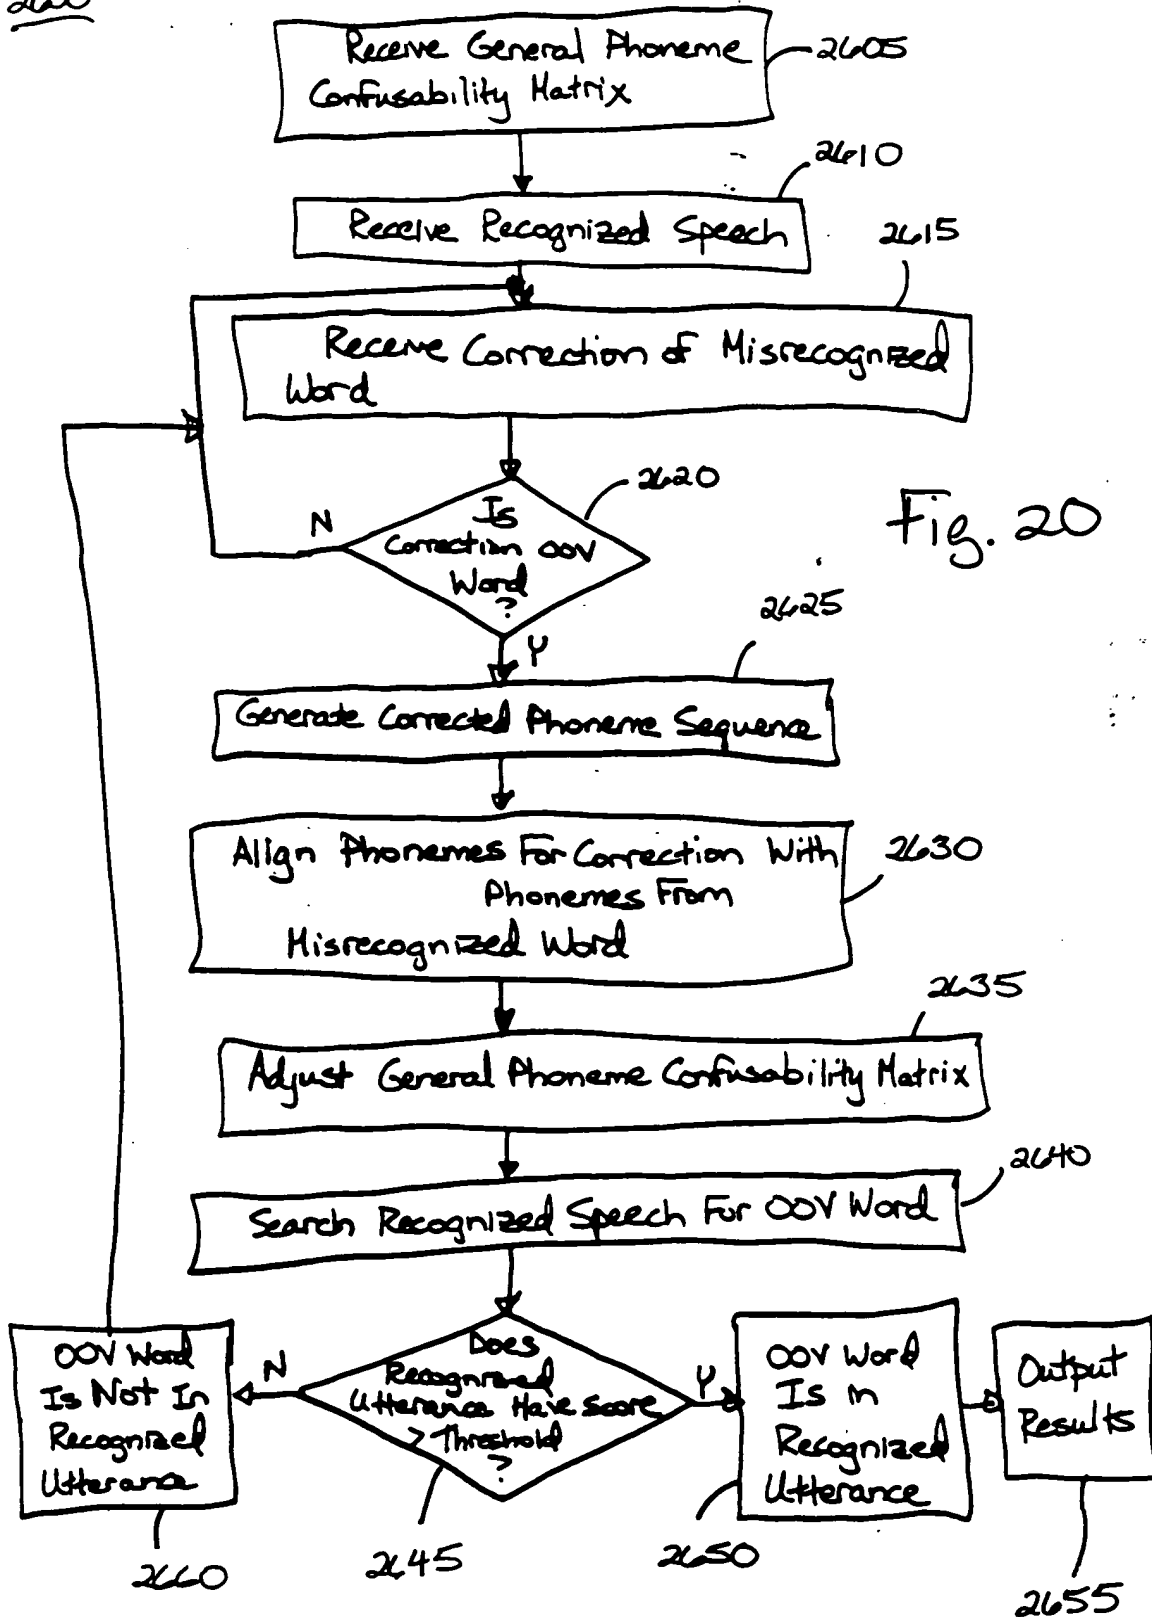 Receive General Phoneme
Confusability Matrix
2605
2610
Receive Recognized Speech
2615
Receive Correction of Misrecognized
Word
2620
N
Is
Correction OOV
Word
?
Fig. 20
Y
2625
Generate Corrected Phoneme Sequence
Align Phonemes For Correction With
Phonemes From
Misrecognized Word
2630
2635
Adjust General Phoneme Confusability Matrix
2640
Search Recognized Speech For OOV Word
OOV Word
Is Not In
Recognized
Utterance
N
Does
Recognized
Utterance Have Score
> Threshold
?
Y
OOV Word
Is in
Recognized
Utterance
Output
Results
2660
2645
2650
2655